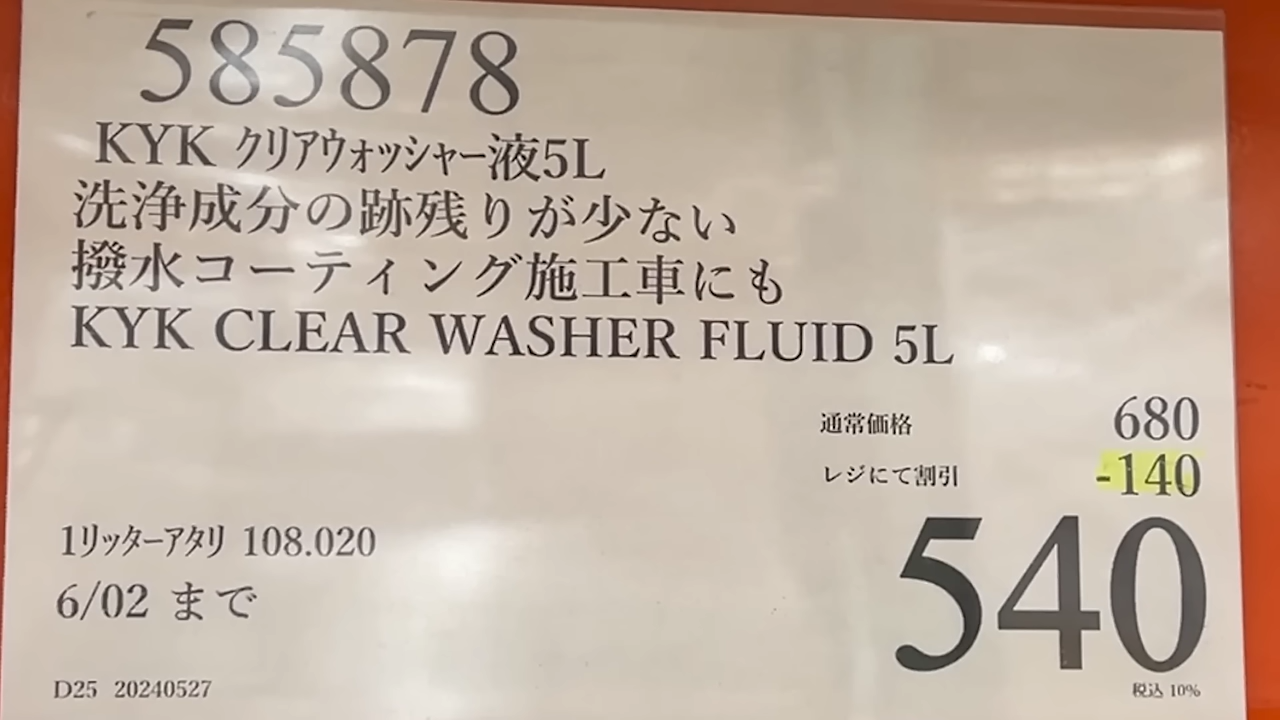 585878
KYK クリアウォッシャー液5L
洗浄成分の跡残りが少ない
撥水コーティング施工車にも
KYK CLEAR WASHER FLUID 5L
通常価格 680
レジにて割引 -140
540
1リッターアタリ 108.020
6/02 まで
D25 20240527
税込 10%